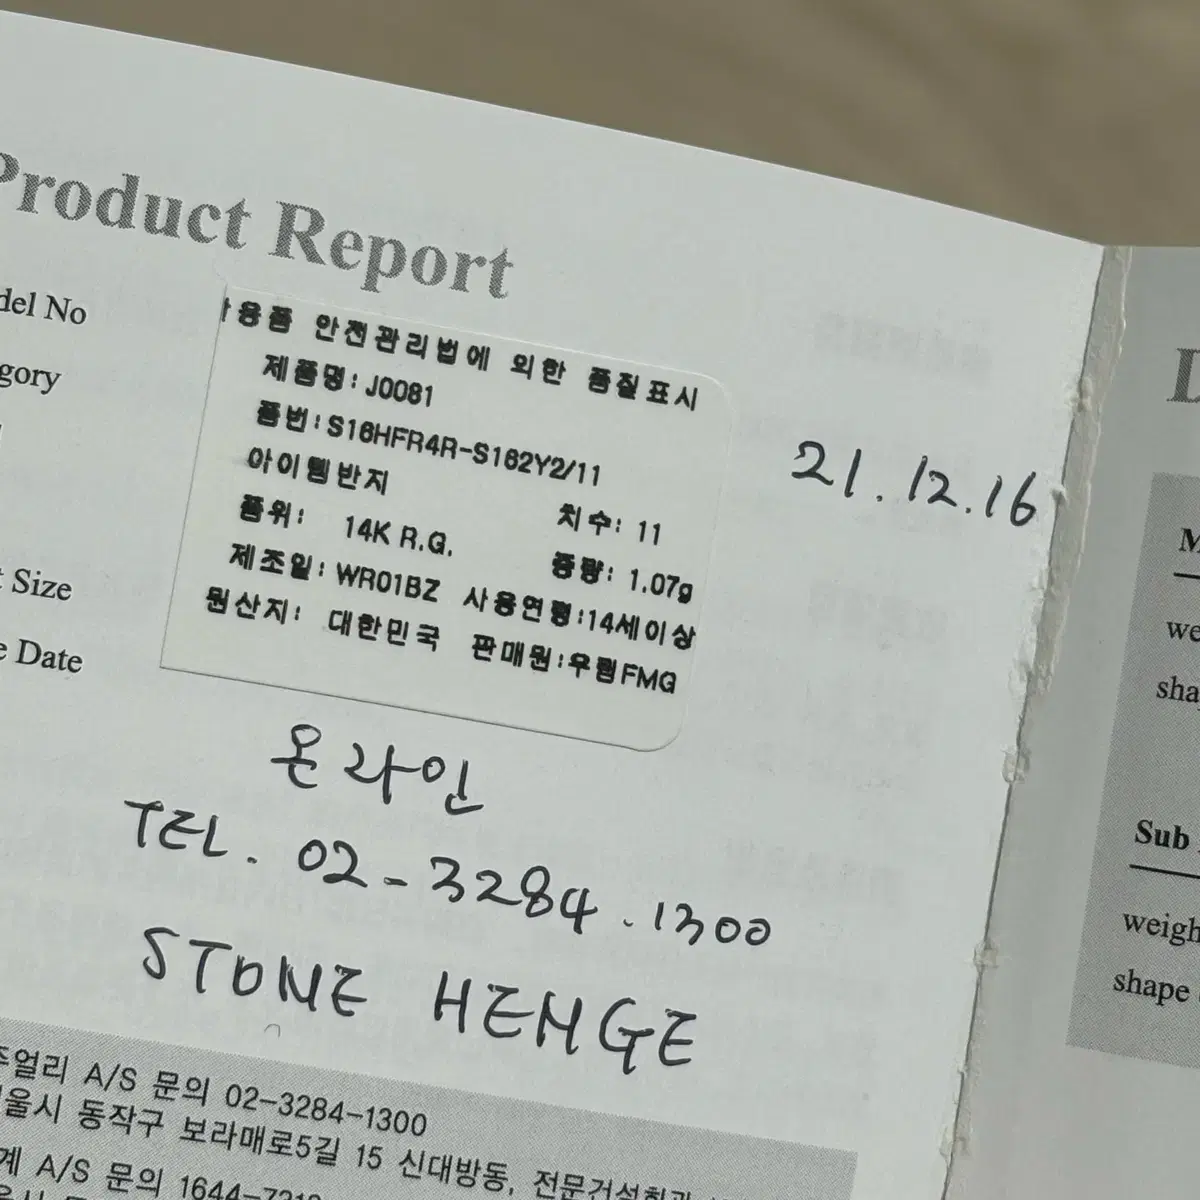 Product Report
del No
gory
용품 안전관리법에 의한 품질표시
제품명: J0081
품번: S16HFR4R-S162Y2/11
아이템반지 치수: 11
품위: 14K R.G. 중량: 1.07g
제조일: WR01BZ 사용연령:14세이상
원산지: 대한민국 판매원:우림FMG
Size
Date
21.12.16
온라인
TEL. 02-3284.1300
STONE HENGE
주얼리 A/S 문의 02-3284-1300
울시 동작구 보라매로5길 15 신대방동, 전문건설회관
계 A/S 문의 1644-
we
sha
Sub
weigh
shape